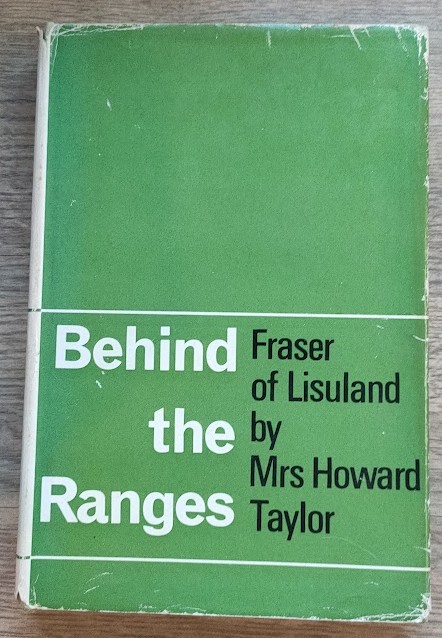 Behind
the
Ranges
Fraser
of Lisuland
by
Mrs Howard
Taylor